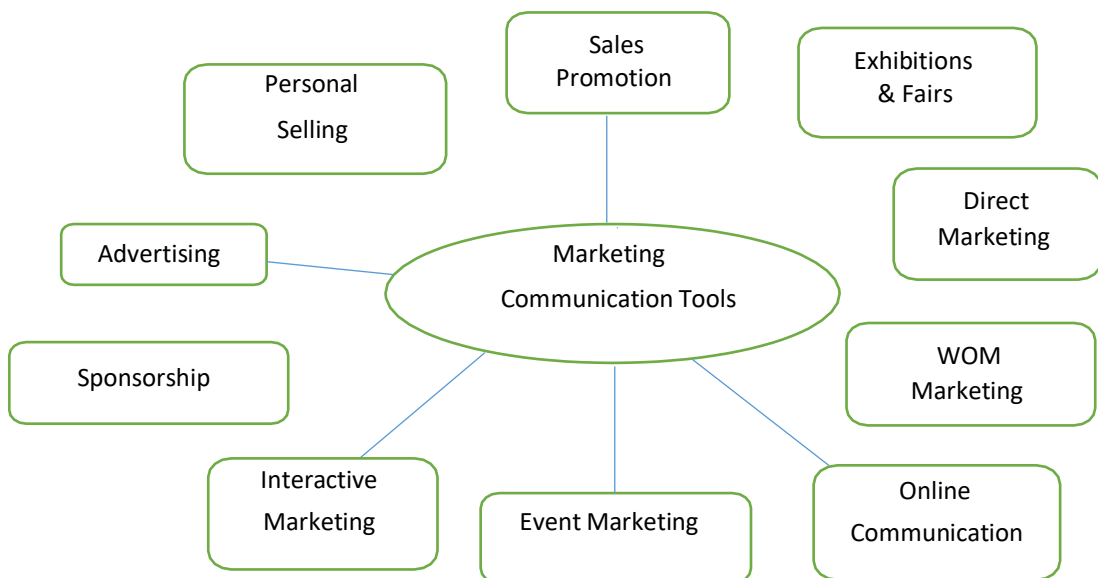 Sales
Promotion
Exhibitions
& Fairs
Personal
Selling
Direct
Marketing
Advertising
Marketing
Communication Tools
WOM
Marketing
Sponsorship
Interactive
Marketing
Event Marketing
Online
Communication